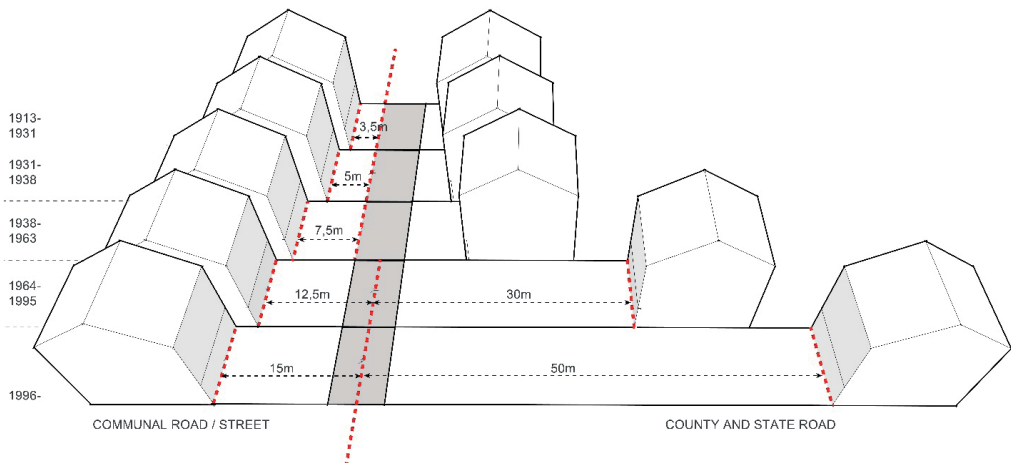 1913-
1931
3,5m
1931-
1938
5m
1938-
1963
7,5m
1964-
1995
12,5m
30m
15m
50m
1996-
COMMUNAL ROAD / STREET
COUNTY AND STATE ROAD